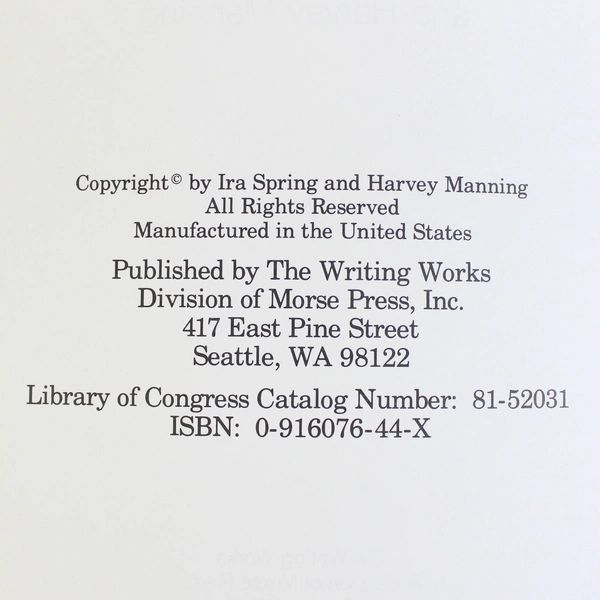 Copyright© by Ira Spring and Harvey Manning
All Rights Reserved
Manufactured in the United States
Published by The Writing Works
Division of Morse Press, Inc.
417 East Pine Street
Seattle, WA 98122
Library of Congress Catalog Number: 81-52031
ISBN: 0-916076-44-X